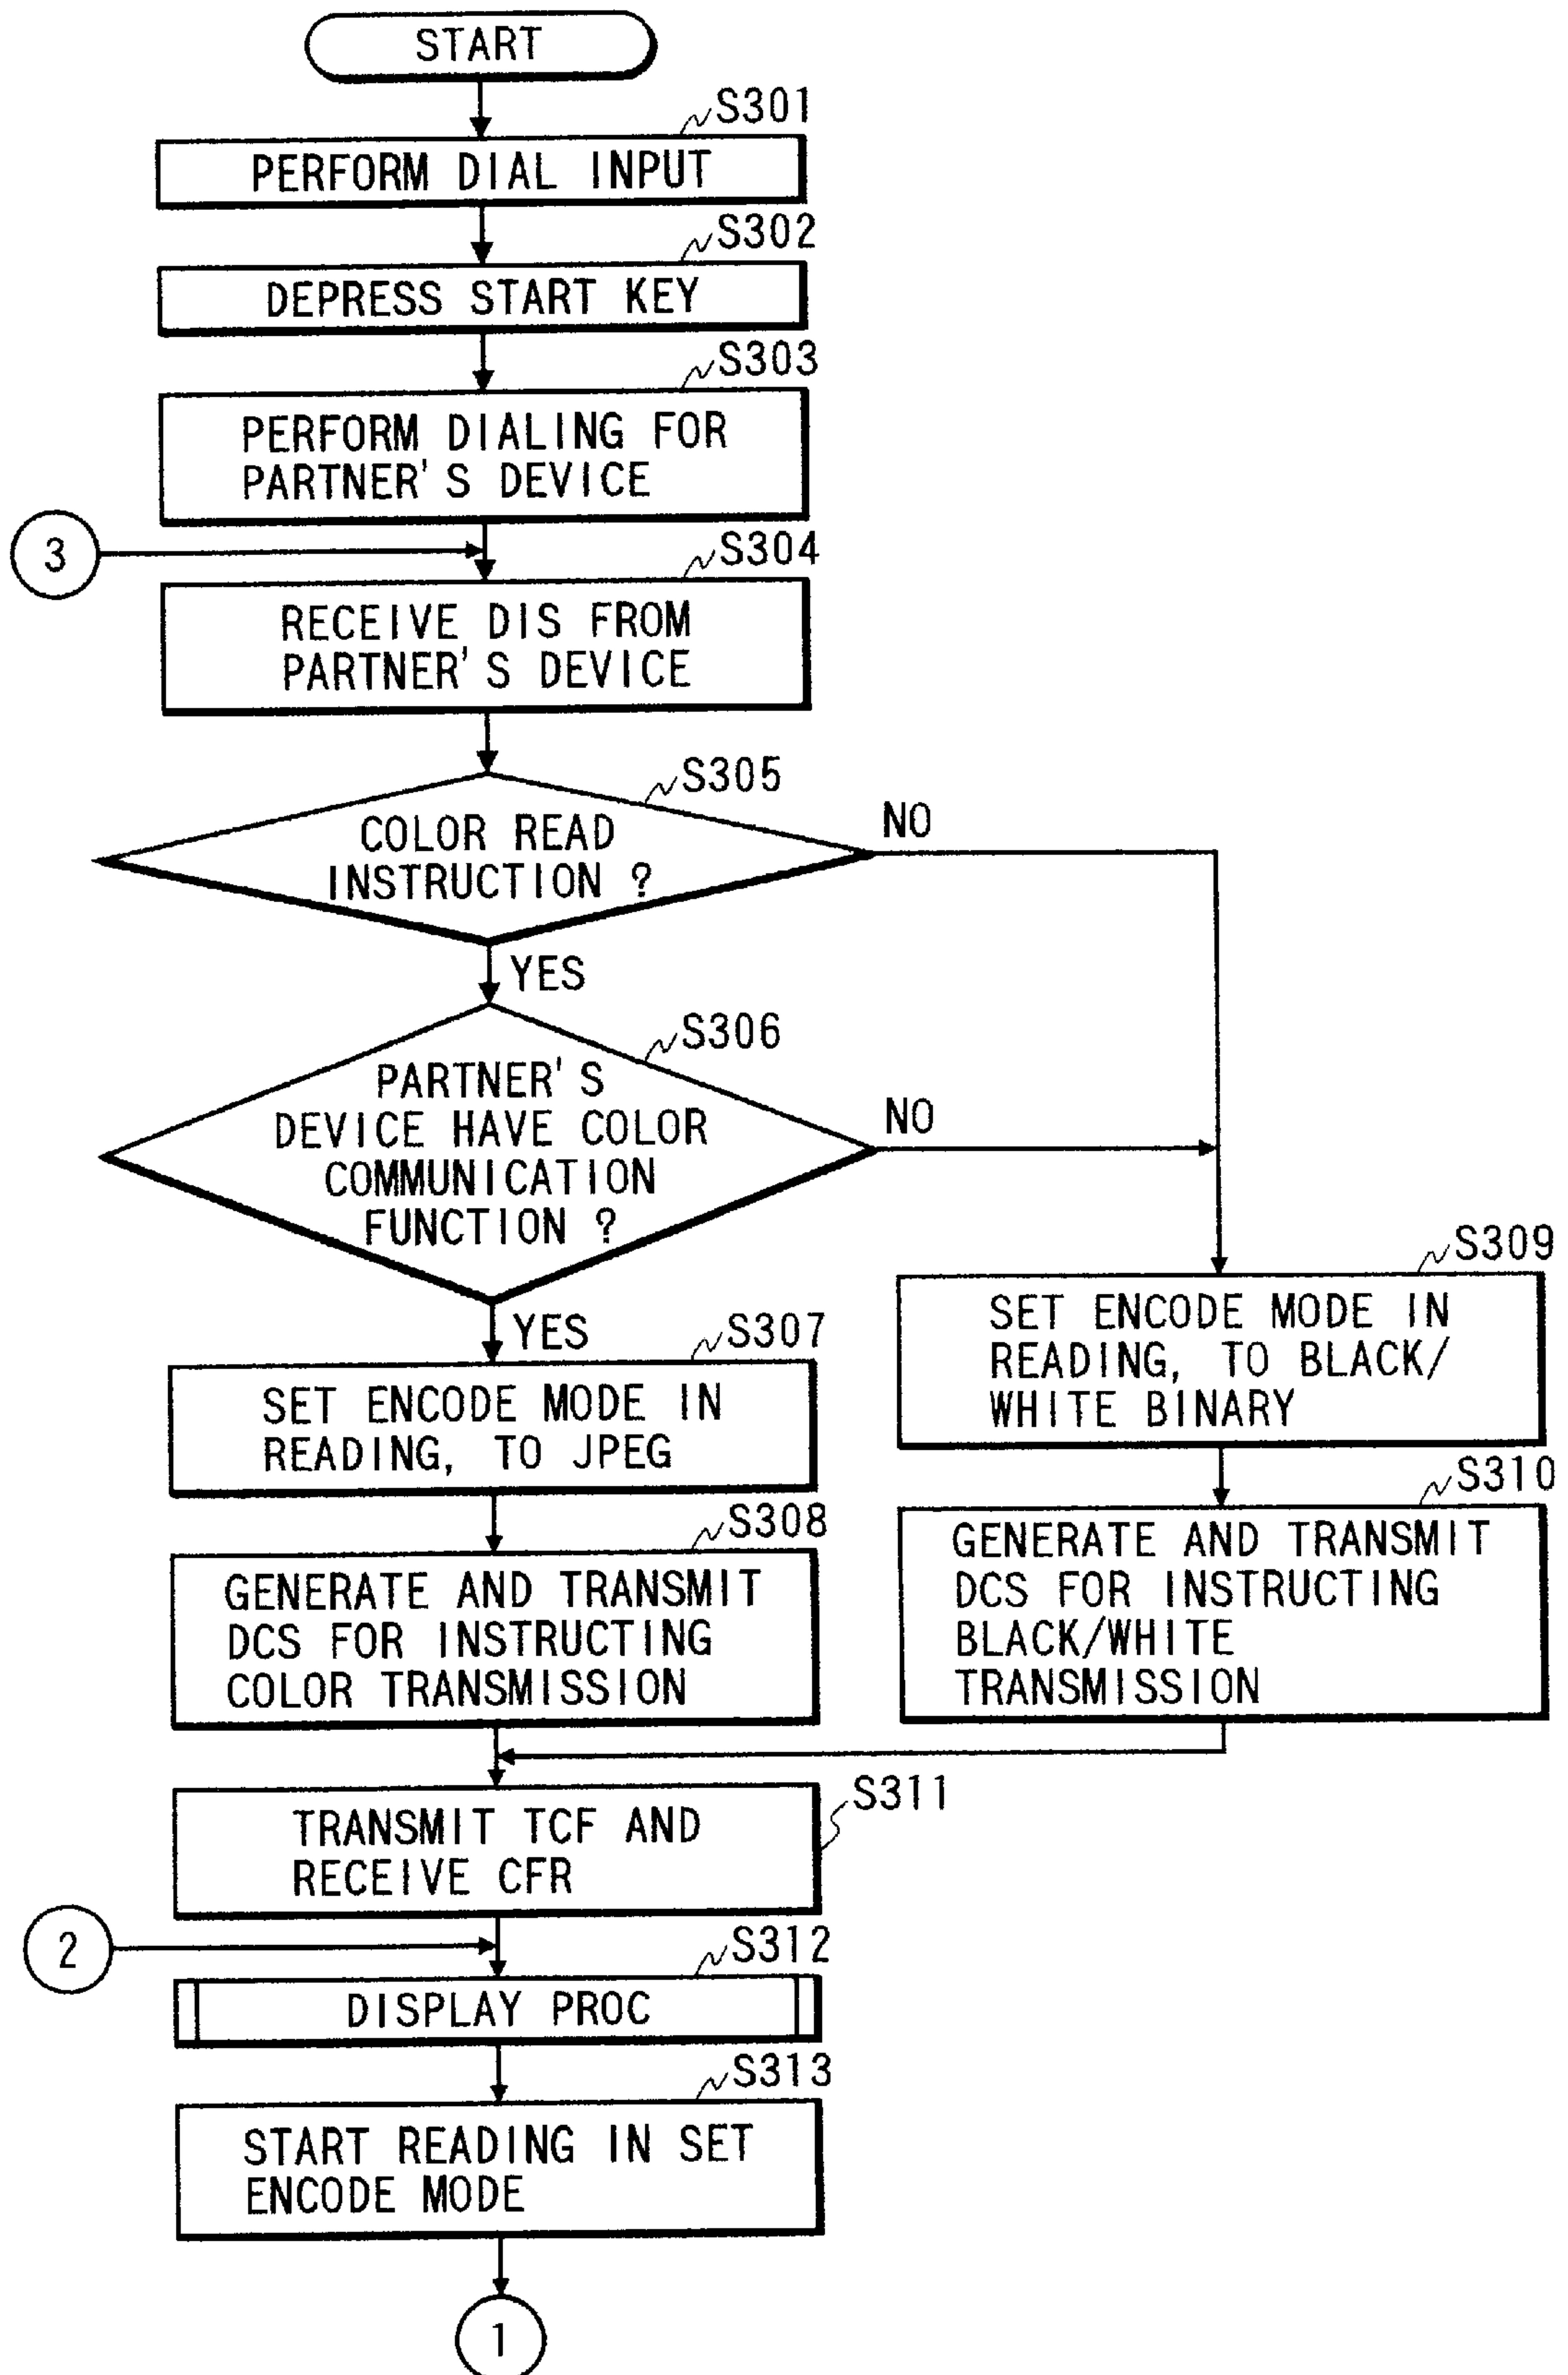 START
S301
PERFORM DIAL INPUT
S302
DEPRESS START KEY
S303
PERFORM DIALING FOR
PARTNER'S DEVICE
3
S304
RECEIVE DIS FROM
PARTNER'S DEVICE
S305
COLOR READ
INSTRUCTION ?
NO
YES
S306
PARTNER'S
DEVICE HAVE COLOR
COMMUNICATION
FUNCTION ?
NO
YES
S307
SET ENCODE MODE IN
READING, TO JPEG
S308
GENERATE AND TRANSMIT
DCS FOR INSTRUCTING
COLOR TRANSMISSION
S309
SET ENCODE MODE IN
READING, TO BLACK/
WHITE BINARY
S310
GENERATE AND TRANSMIT
DCS FOR INSTRUCTING
BLACK/WHITE
TRANSMISSION
S311
TRANSMIT TCF AND
RECEIVE CFR
2
S312
DISPLAY PROC
S313
START READING IN SET
ENCODE MODE
1